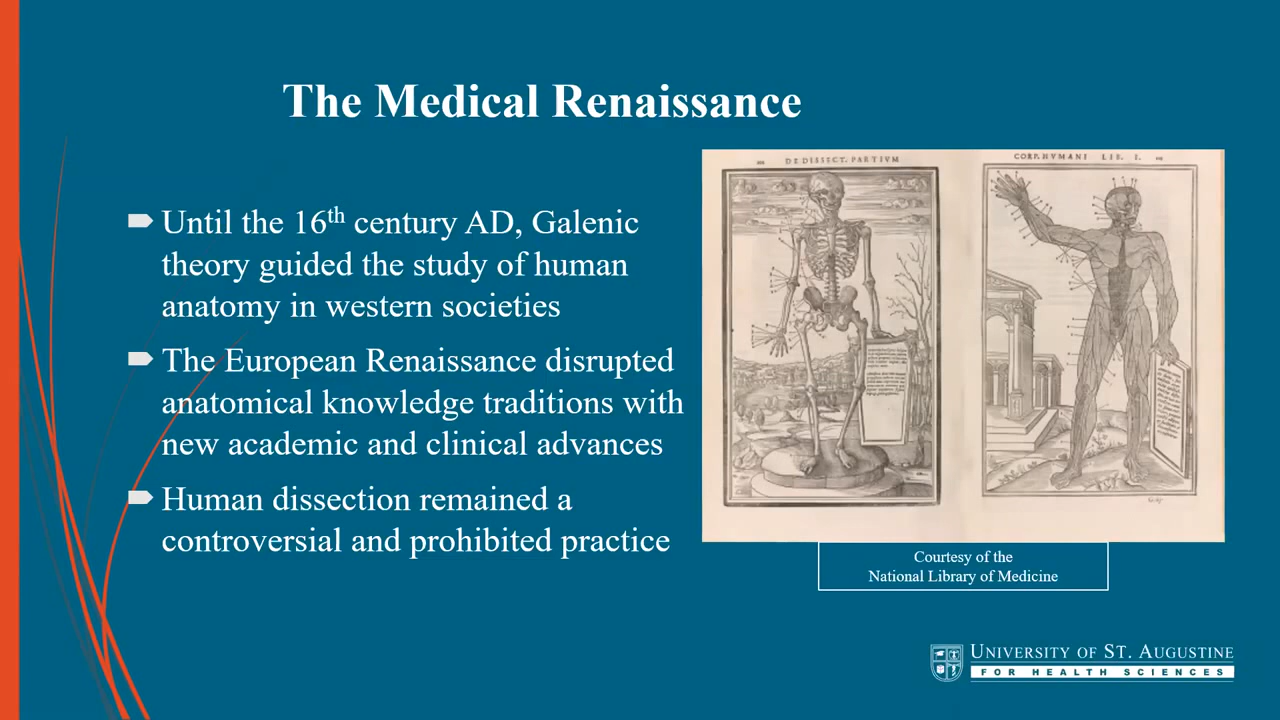 The Medical Renaissance
Until the 16th century AD, Galenic
theory guided the study of human
anatomy in western societies
The European Renaissance disrupted
anatomical knowledge traditions with
new academic and clinical advances
Human dissection remained a
controversial and prohibited practice
DE DISSECT. PARTIVM
CORP. HVMANI LIB. I.
Courtesy of the
National Library of Medicine
UNIVERSITY OF ST. AUGUSTINE
FOR HEALTH SCIENCES